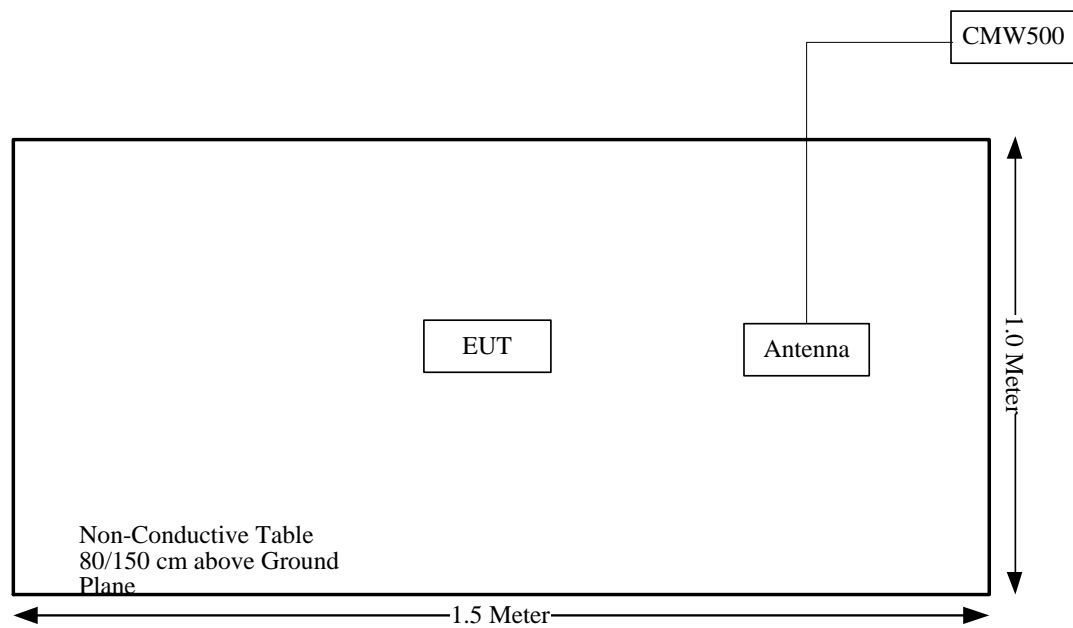 CMW500
EUT
Antenna
1.0 Meter
Non-Conductive Table
80/150 cm above Ground
Plane
1.5 Meter